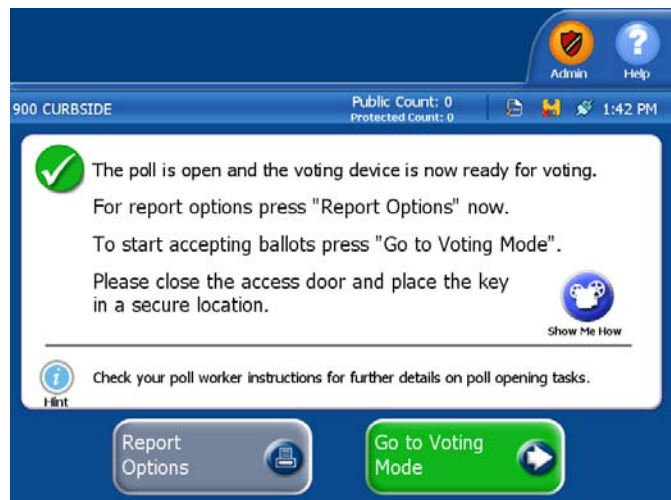 Admin
Help
900 CURBSIDE
Public Count: 0
Protected Count: 0
1:42 PM
The poll is open and the voting device is now ready for voting.
For report options press "Report Options" now.
To start accepting ballots press "Go to Voting Mode".
Please close the access door and place the key
in a secure location.
Show Me How
Hint
Check your poll worker instructions for further details on poll opening tasks.
Report
Options
Go to Voting
Mode